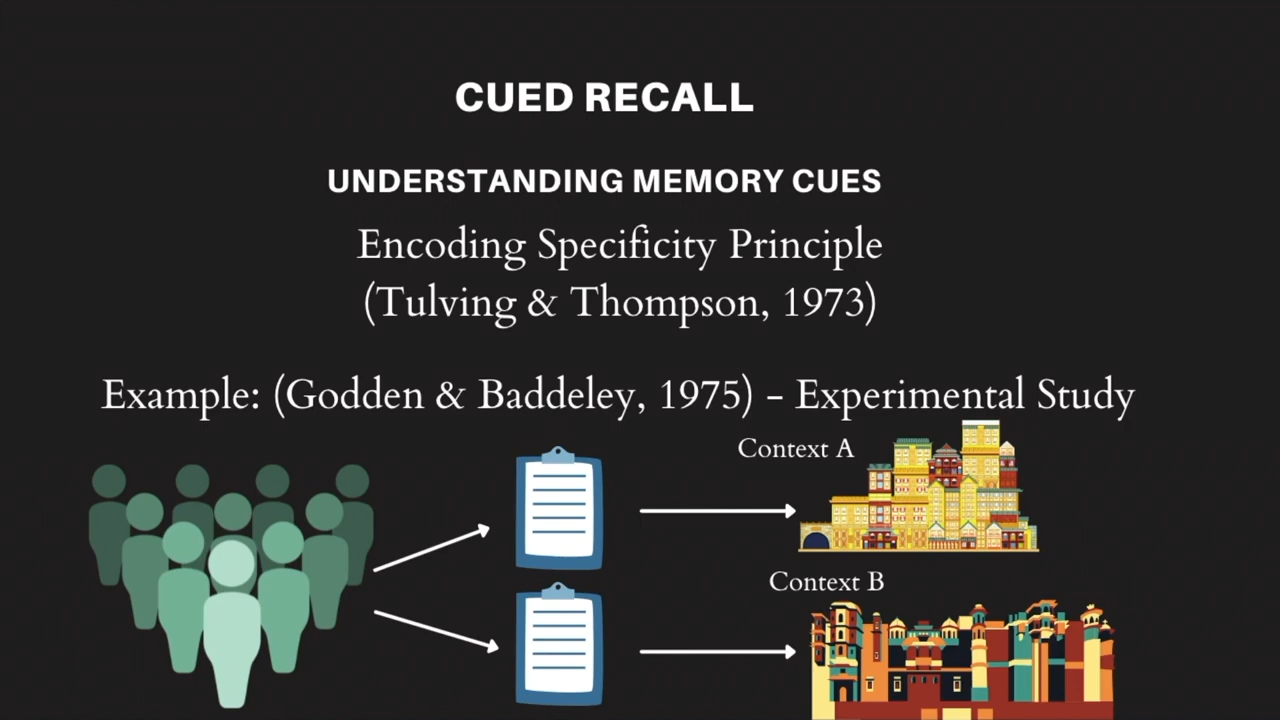 CUED RECALL
UNDERSTANDING MEMORY CUES
Encoding Specificity Principle
(Tulving & Thompson, 1973)
Example: (Godden & Baddeley, 1975) - Experimental Study
Context A
Context B